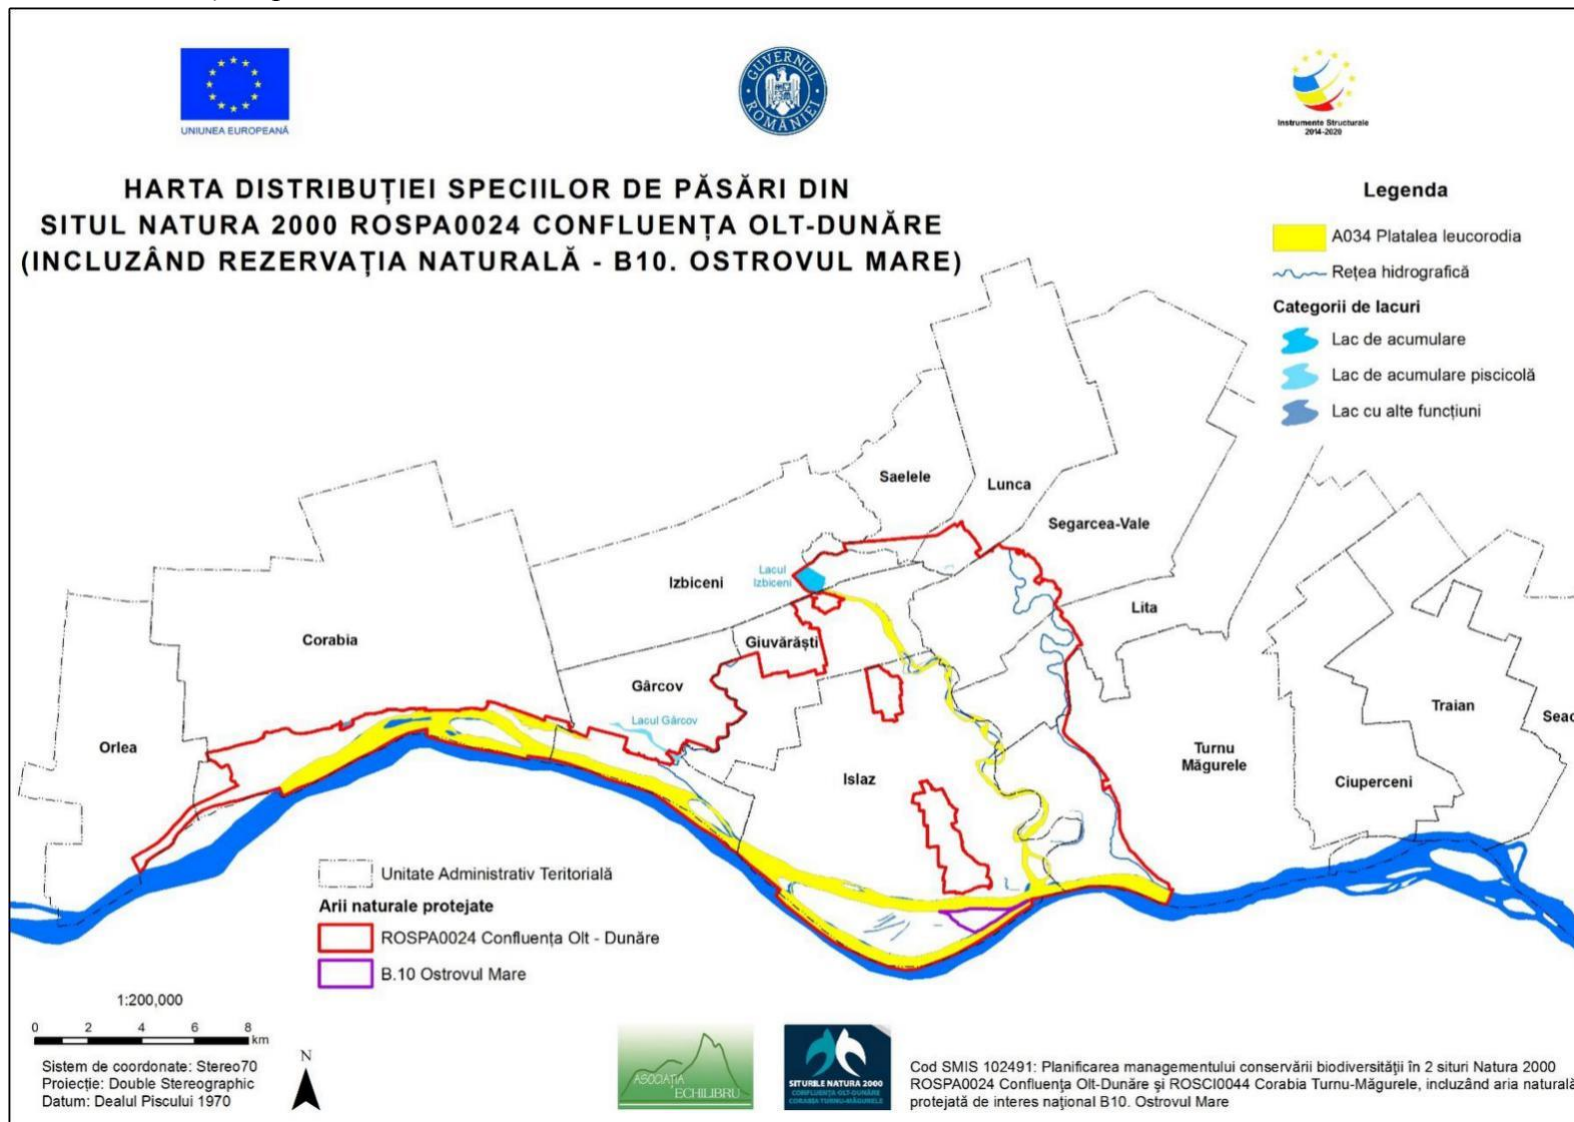 UNIUNEA EUROPEANĂ
GUVERNUL ROMÂNIEI
Instrumente Structurale
2014-2020
HARTA DISTRIBUȚIEI SPECIILOR DE PĂSĂRI DIN
SITUL NATURA 2000 ROSPA0024 CONFLUENȚA OLT-DUNĂRE
(INCLUZÂND REZERVAȚIA NATURALĂ - B10. OSTROVUL MARE)
Legenda
A034 Platalea leucorodia
Rețea hidrografică
Categorii de lacuri
Lac de acumulare
Lac de acumulare piscicolă
Lac cu alte funcțiuni
Saelele
Lunca
Segarcea-Vale
Izbiceni
Lacul
Izbiceni
Lita
Corabia
Giuvărăști
Gârcov
Lacul Gârcov
Orlea
Islaz
Turnu
Măgurele
Traian
Seac
Ciuperceni
Unitate Administrativ Teritorială
Arii naturale protejate
ROSPA0024 Confluența Olt - Dunăre
B.10 Ostrovul Mare
1:200,000
0 2 4 6 8
km
Sistem de coordonate: Stereo70
Proiecție: Double Stereographic
Datum: Dealul Piscului 1970
N
ASOCIAȚIA
ECHILIBRU
SITURILE NATURA 2000
CONFLUENȚA OLT-DUNĂRE
CORABIA TURNU-MĂGURELE
Cod SMIS 102491: Planificarea managementului conservării biodiversității în 2 situri Natura 2000
ROSPA0024 Confluența Olt-Dunăre și ROSCI0044 Corabia Turnu-Măgurele, incluzând aria naturală
protejată de interes național B10. Ostrovul Mare